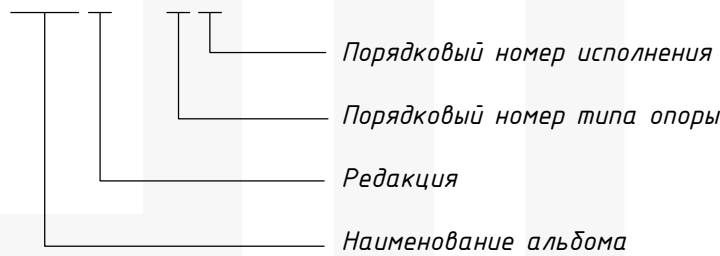 Порядковый номер исполнения
Порядковый номер типа опоры
Редакция
Наименование альбома